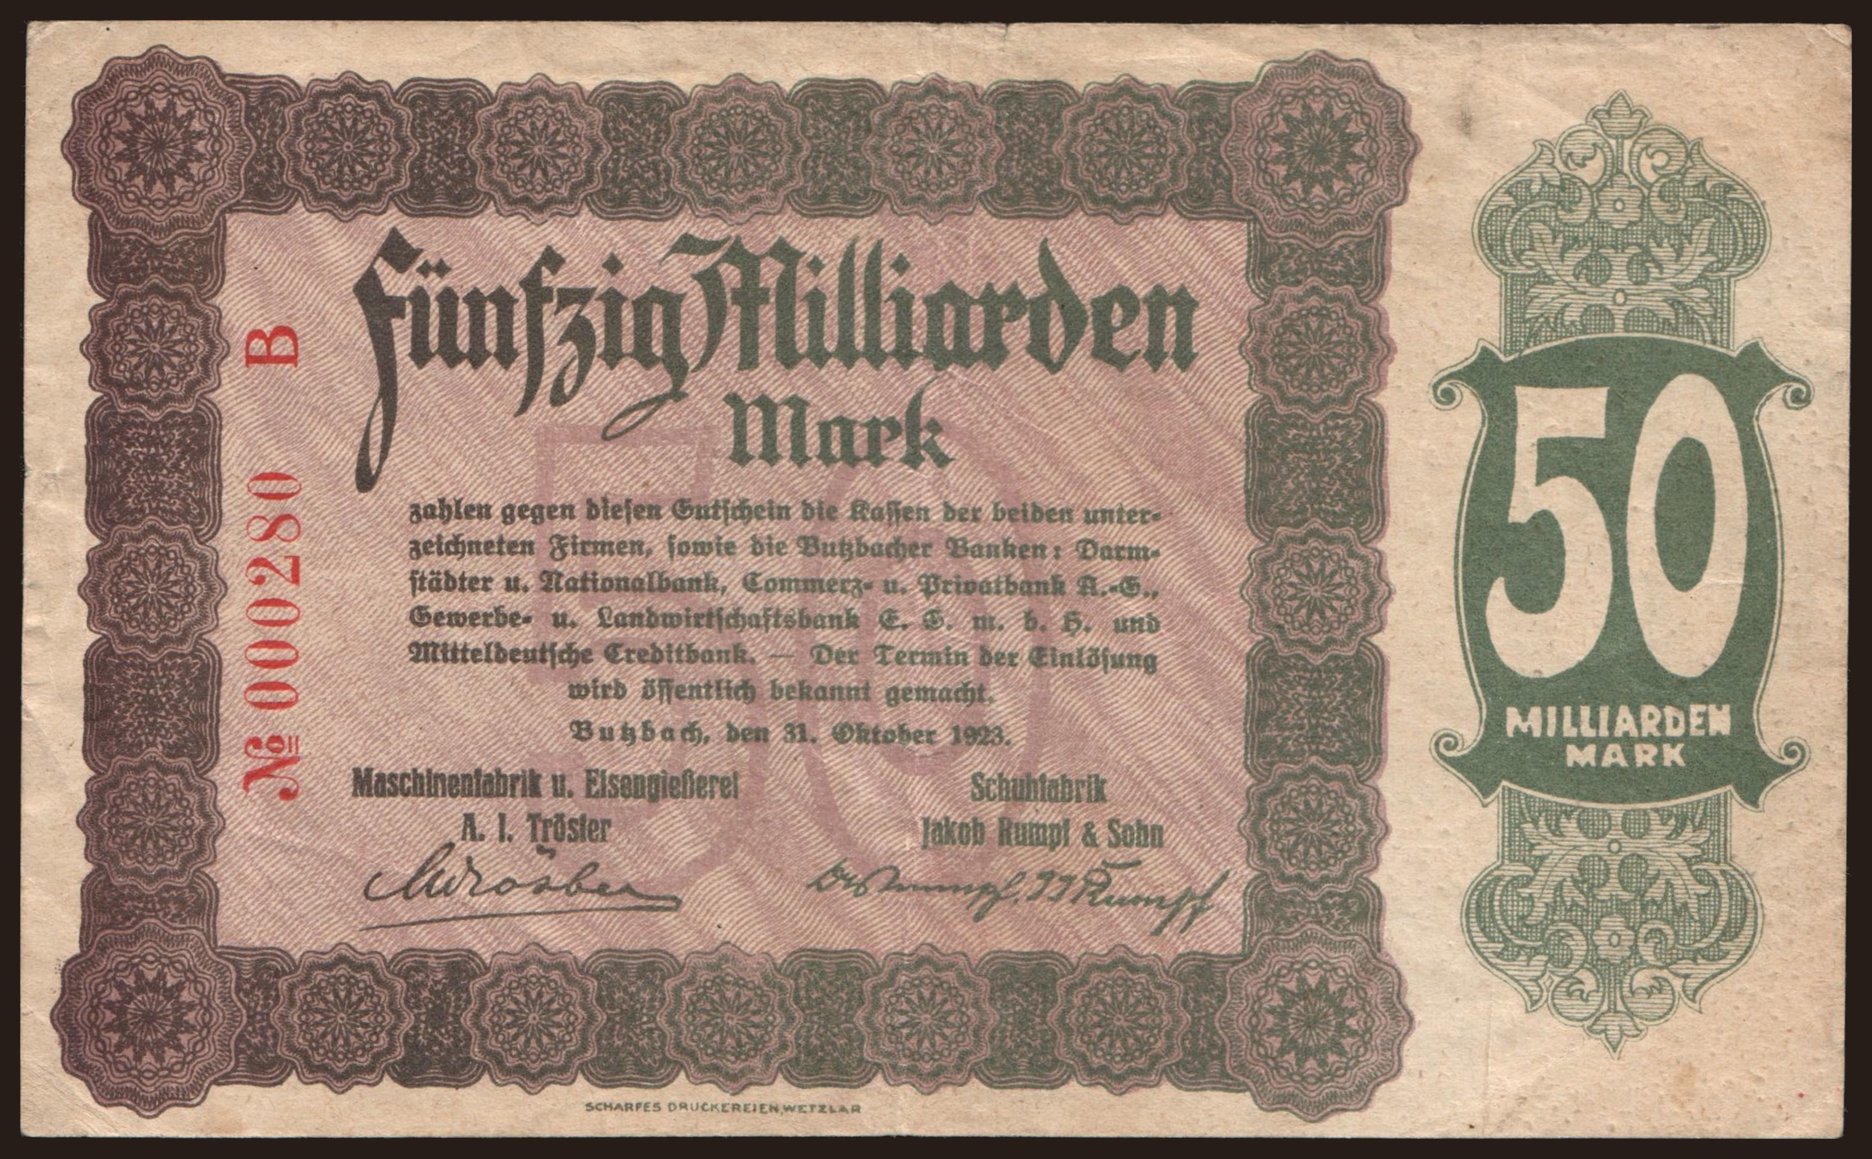 Fünfzig Milliarden
Mark
zahlen gegen diesen Gutschein die Kassen der beiden unter-
zeichneten Firmen, sowie die Butzbacher Banken: Darm-
städter u. Nationalbank, Commerz- u. Privatbank A.-G.,
Gewerbe- u. Landwirtschaftsbank E. G. m. b. H. und
Mitteldeutsche Creditbank. — Der Termin der Einlösung
wird öffentlich bekannt gemacht.
Butzbach, den 31. Oktober 1923.
Maschinenfabrik u. Eisengießerei
A. I. Tröster
Schuhfabrik
Jakob Rumpf & Sohn
№ 000280 B
50
MILLIARDEN
MARK
50
SCHARFES DRUCKEREIEN, WETZLAR